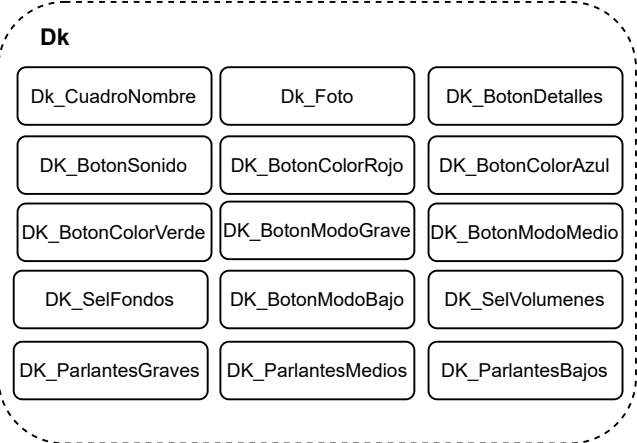 Dk
Dk_CuadroNombre
Dk_Foto
DK_BotonDetalles
DK_BotonSonido
DK_BotonColorRojo
DK_BotonColorAzul
DK_BotonColorVerde
DK_BotonModoGrave
DK_BotonModoMedio
DK_SelFondos
DK_BotonModoBajo
DK_SelVolumenes
DK_ParlantesGraves
DK_ParlantesMedios
DK_ParlantesBajos